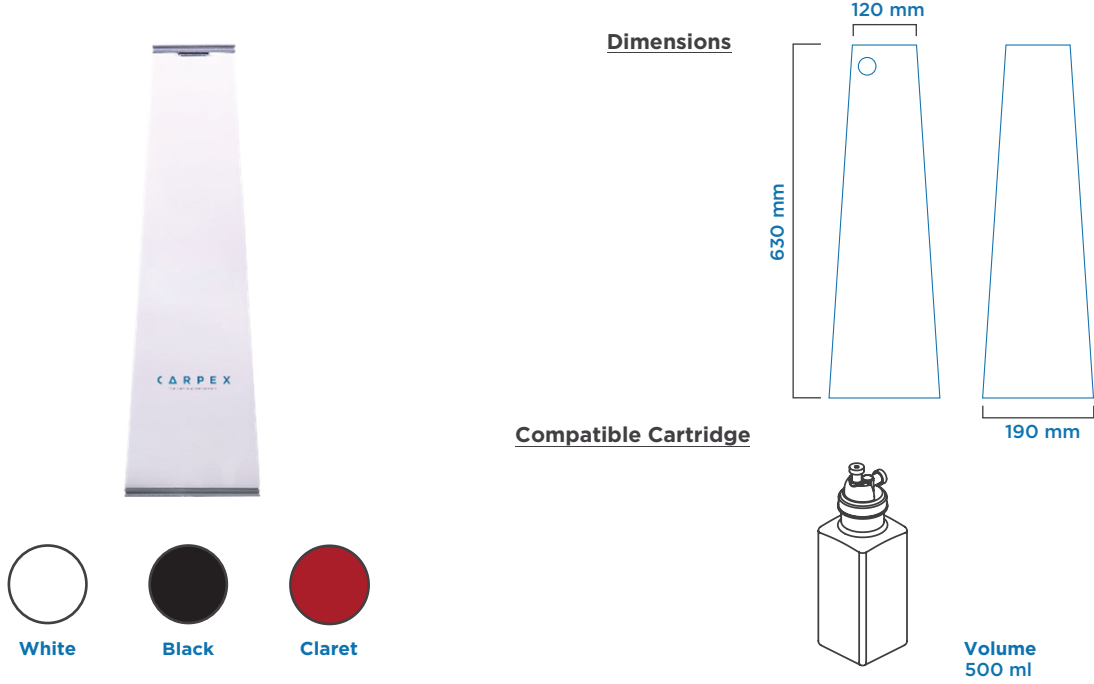 120 mm
Dimensions
630 mm
CARPEX
190 mm
Compatible Cartridge
White
Black
Claret
Volume
500 ml